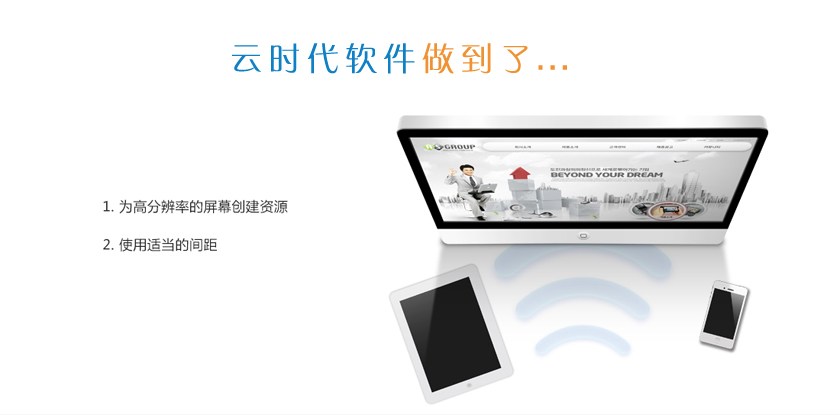 云时代软件做到了...
1. 为高分辨率的屏幕创建资源
2. 使用适当的间距
GROUP
BEYOND YOUR DREAM